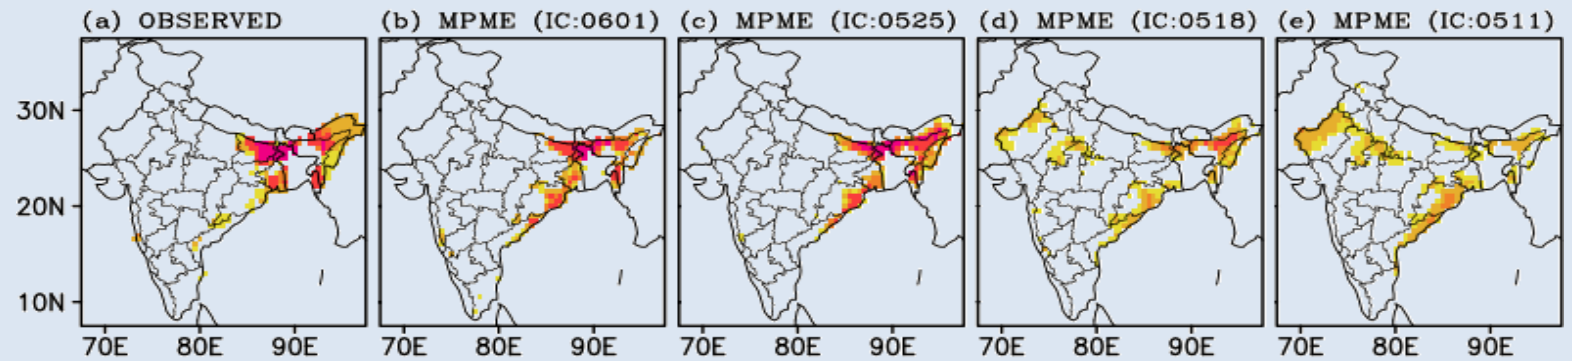 (a) OBSERVED (b) MPME (IC:0601) (c) MPME (IC:0525) (d) MPME (IC:0518) (e) MPME (IC:0511)
30N
20N
10N
70E 80E 90E 70E 80E 90E 70E 80E 90E 70E 80E 90E 70E 80E 90E